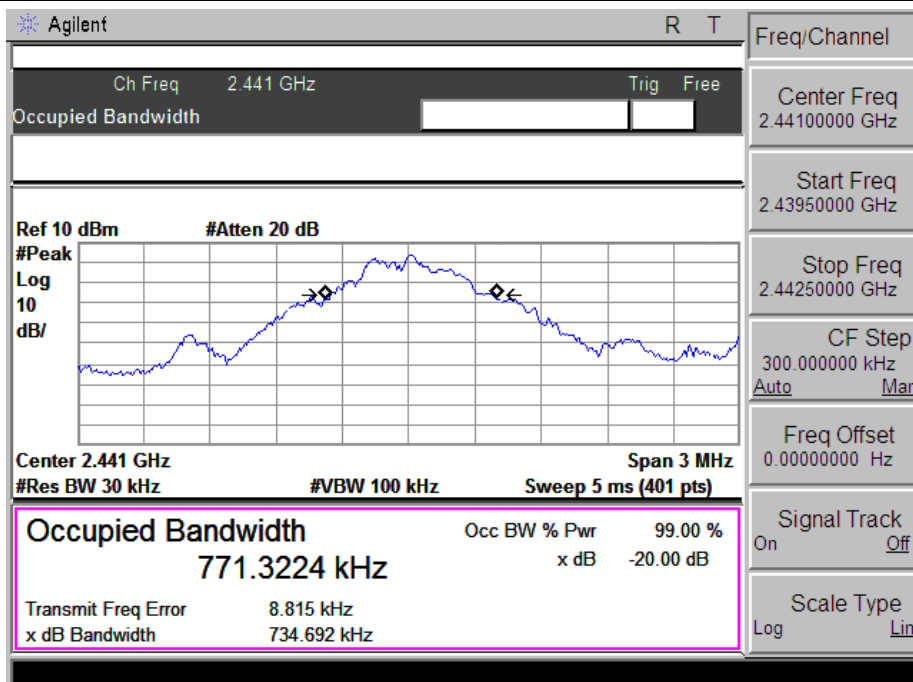 Agilent R T
Ch Freq 2.441 GHz Trig Free
Occupied Bandwidth
Ref 10 dBm #Atten 20 dB
#Peak
Log
10
dB/
Center 2.441 GHz Span 3 MHz
#Res BW 30 kHz #VBW 100 kHz Sweep 5 ms (401 pts)
Occupied Bandwidth Occ BW % Pwr 99.00 %
771.3224 kHz x dB -20.00 dB
Transmit Freq Error 8.815 kHz
x dB Bandwidth 734.692 kHz
Freq/Channel
Center Freq
2.44100000 GHz
Start Freq
2.43950000 GHz
Stop Freq
2.44250000 GHz
CF Step
300.000000 kHz
Auto Man
Freq Offset
0.00000000 Hz
Signal Track
On Off
Scale Type
Log Lin